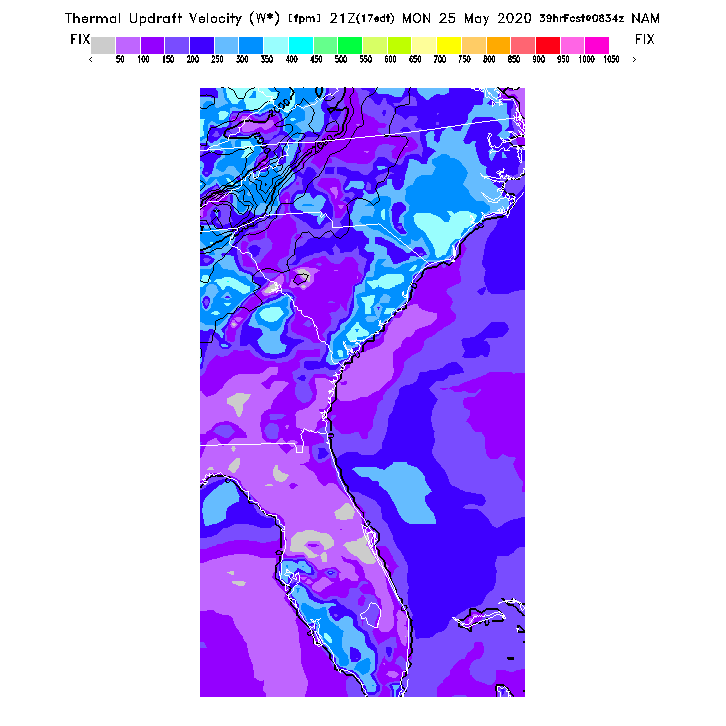 Thermal Updraft Velocity (W*) [fpm] 21Z(17edt) MON 25 May 2020 39hrFcst@0834z NAM
FIX FIX
< 50 100 150 200 250 300 350 400 450 500 550 600 650 700 750 800 850 900 950 1000 1050 >